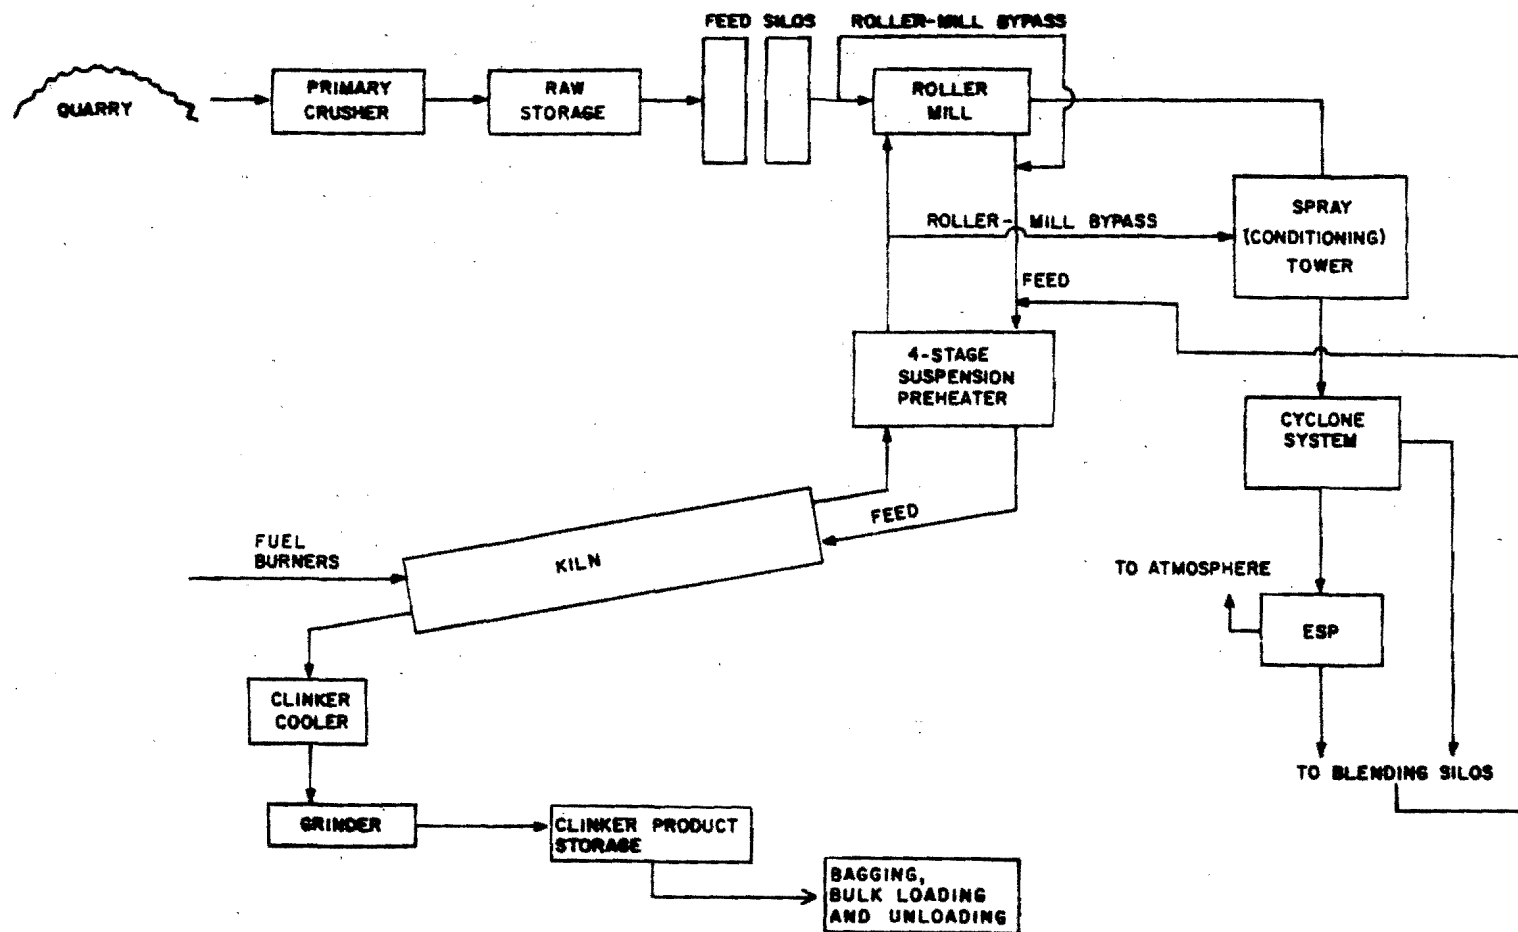 FEED SILOS
ROLLER-MILL BYPASS
QUARRY
PRIMARY
CRUSHER
RAW
STORAGE
ROLLER
MILL
SPRAY
(CONDITIONING)
TOWER
ROLLER- MILL BYPASS
FEED
4-STAGE
SUSPENSION
PREHEATER
CYCLONE
SYSTEM
FEED
FUEL
BURNERS
KILN
TO ATMOSPHERE
ESP
CLINKER
COOLER
TO BLENDING SILOS
GRINDER
CLINKER PRODUCT
STORAGE
BAGGING,
BULK LOADING
AND UNLOADING